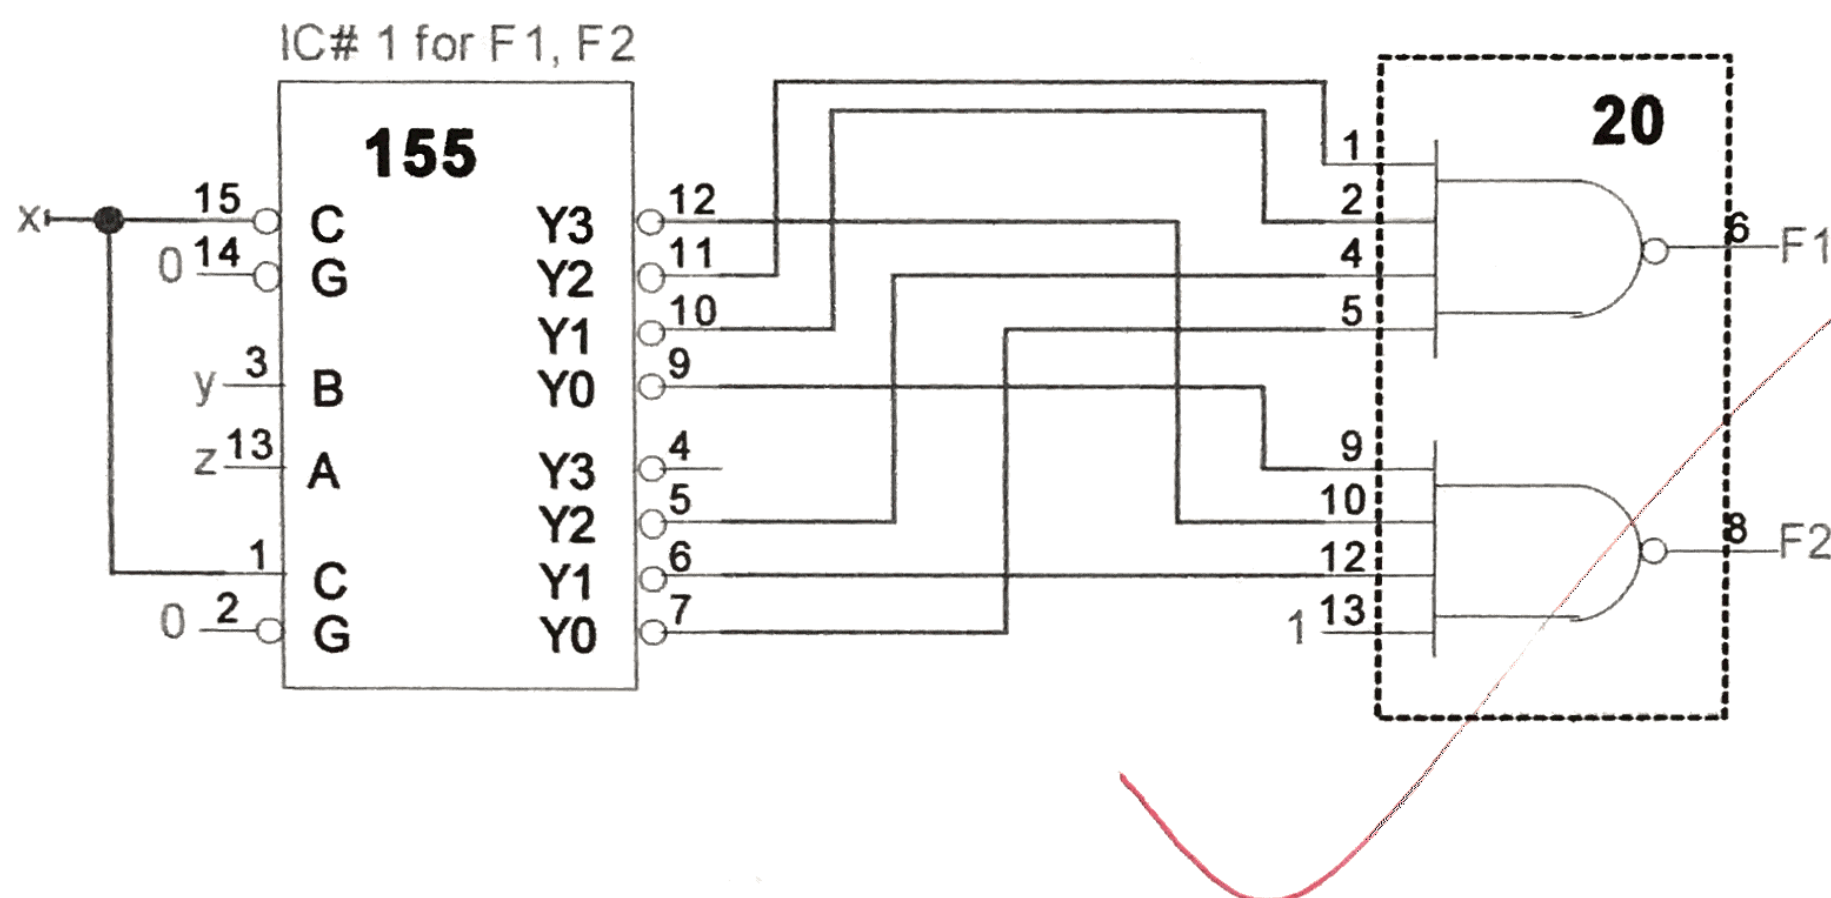 IC# 1 for F1, F2
155
20
x
15 C
0 14 G
y 3 B
z 13 A
1 C
0 2 G
Y3 12
Y2 11
Y1 10
Y0 9
Y3 4
Y2 5
Y1 6
Y0 7
1
2
4
5
6 F1
9
10
12
1 13
8 F2